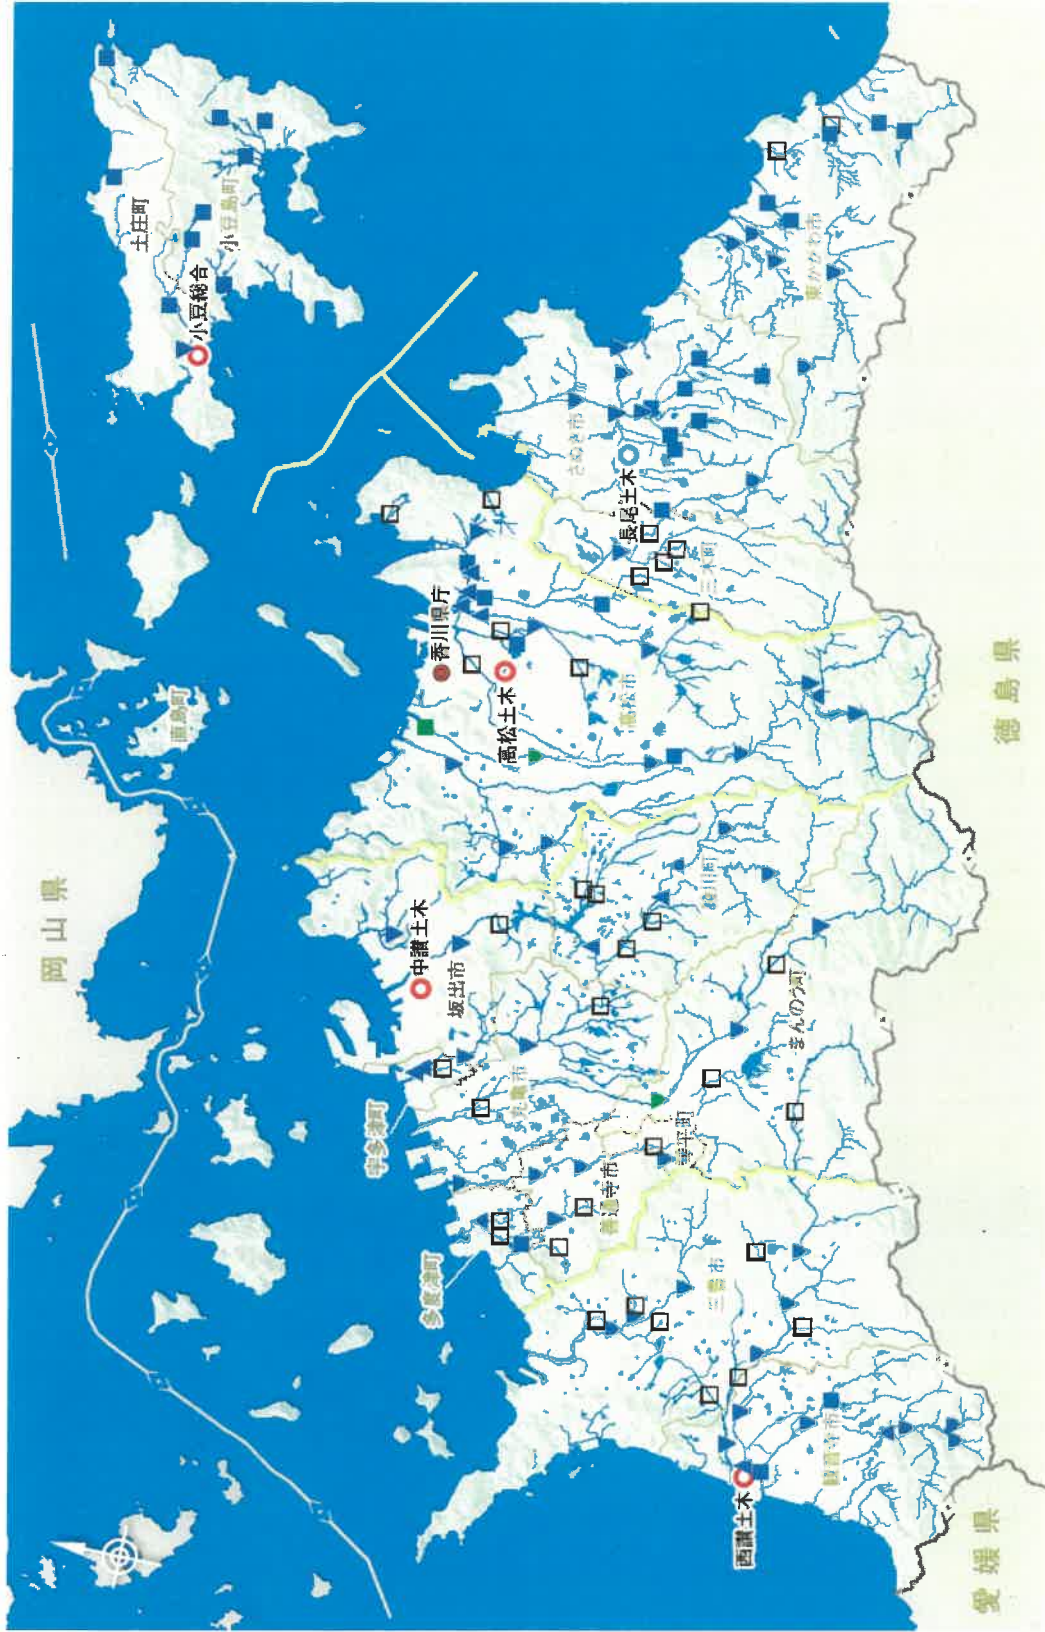 岡山県
土庄町
小豆島町
小豆総合
直島町
香川県庁
高松土木
高松市
さぬき市
長尾土木
三木町
東かがわ市
中讃土木
坂出市
宇多津町
丸亀市
綾川町
まんのう町
琴平町
善通寺市
多度津町
三豊市
観音寺市
西讃土木
徳島県
愛媛県